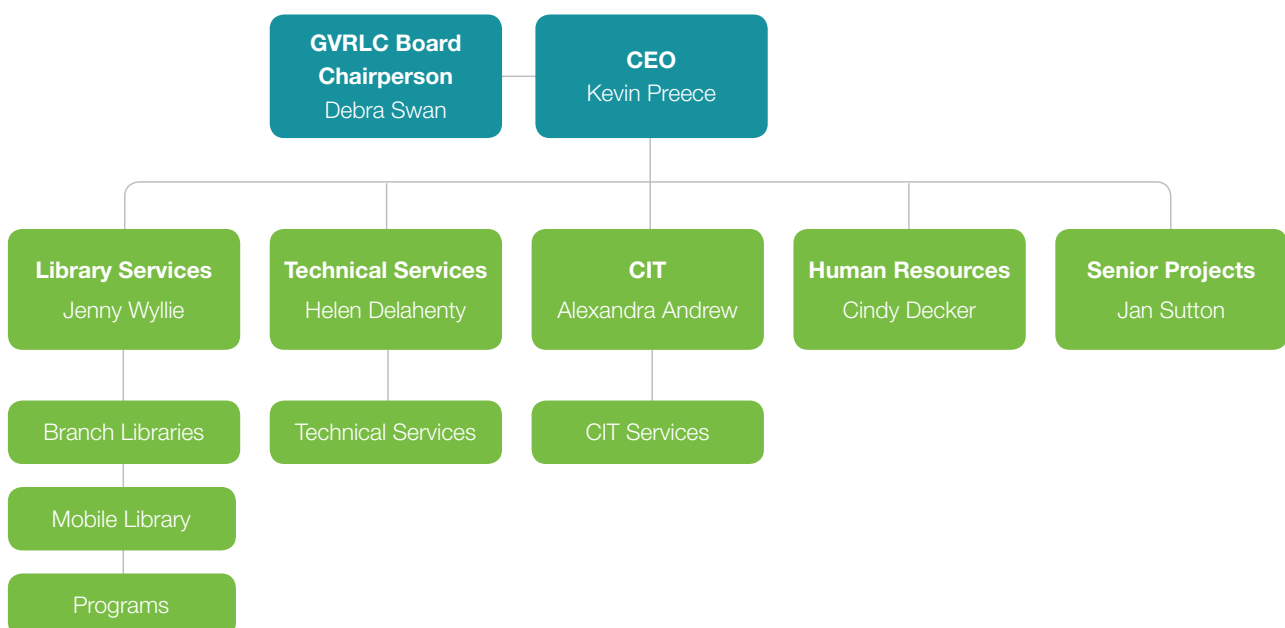 GVRLC Board
Chairperson
Debra Swan
CEO
Kevin Preece
Library Services
Jenny Wyllie
Technical Services
Helen Delahenty
CIT
Alexandra Andrew
Human Resources
Cindy Decker
Senior Projects
Jan Sutton
Branch Libraries
Technical Services
CIT Services
Mobile Library
Programs